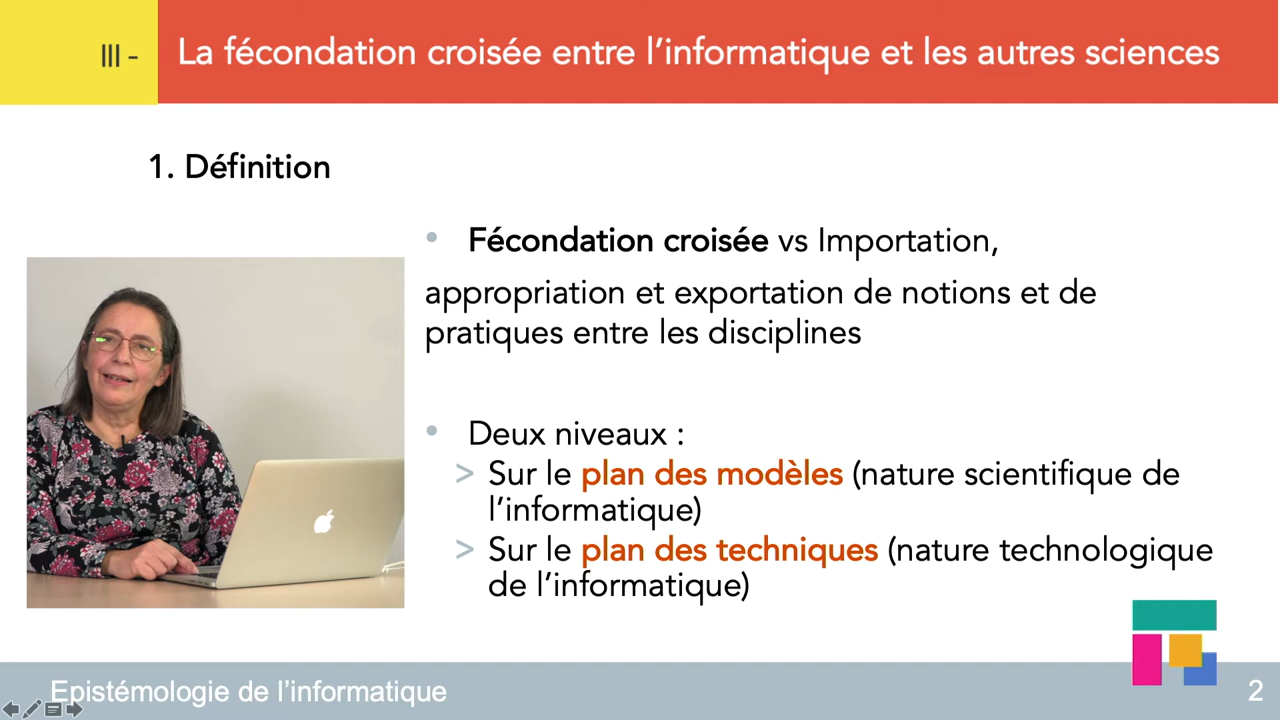 III - La fécondation croisée entre l’informatique et les autres sciences
1. Définition
• Fécondation croisée vs Importation,
appropriation et exportation de notions et de
pratiques entre les disciplines
• Deux niveaux :
> Sur le plan des modèles (nature scientifique de
l’informatique)
> Sur le plan des techniques (nature technologique
de l’informatique)
Epistémologie de l’informatique
2